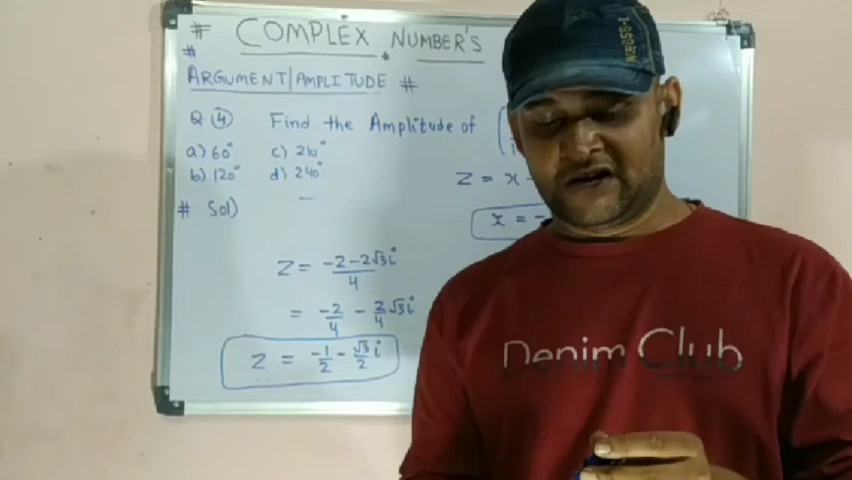 # COMPLEX NUMBER'S
#
ARGUMENT|AMPLITUDE #
Q (4) Find the Amplitude of (
a) 60° c) 210°
b) 120° d) 240°
Z = x
# Sol)
x = -
Z = -2-2√3i/4
= -2/4 - 2/4 √3i
Z = -1/2 - √3/2 i
Denim Club